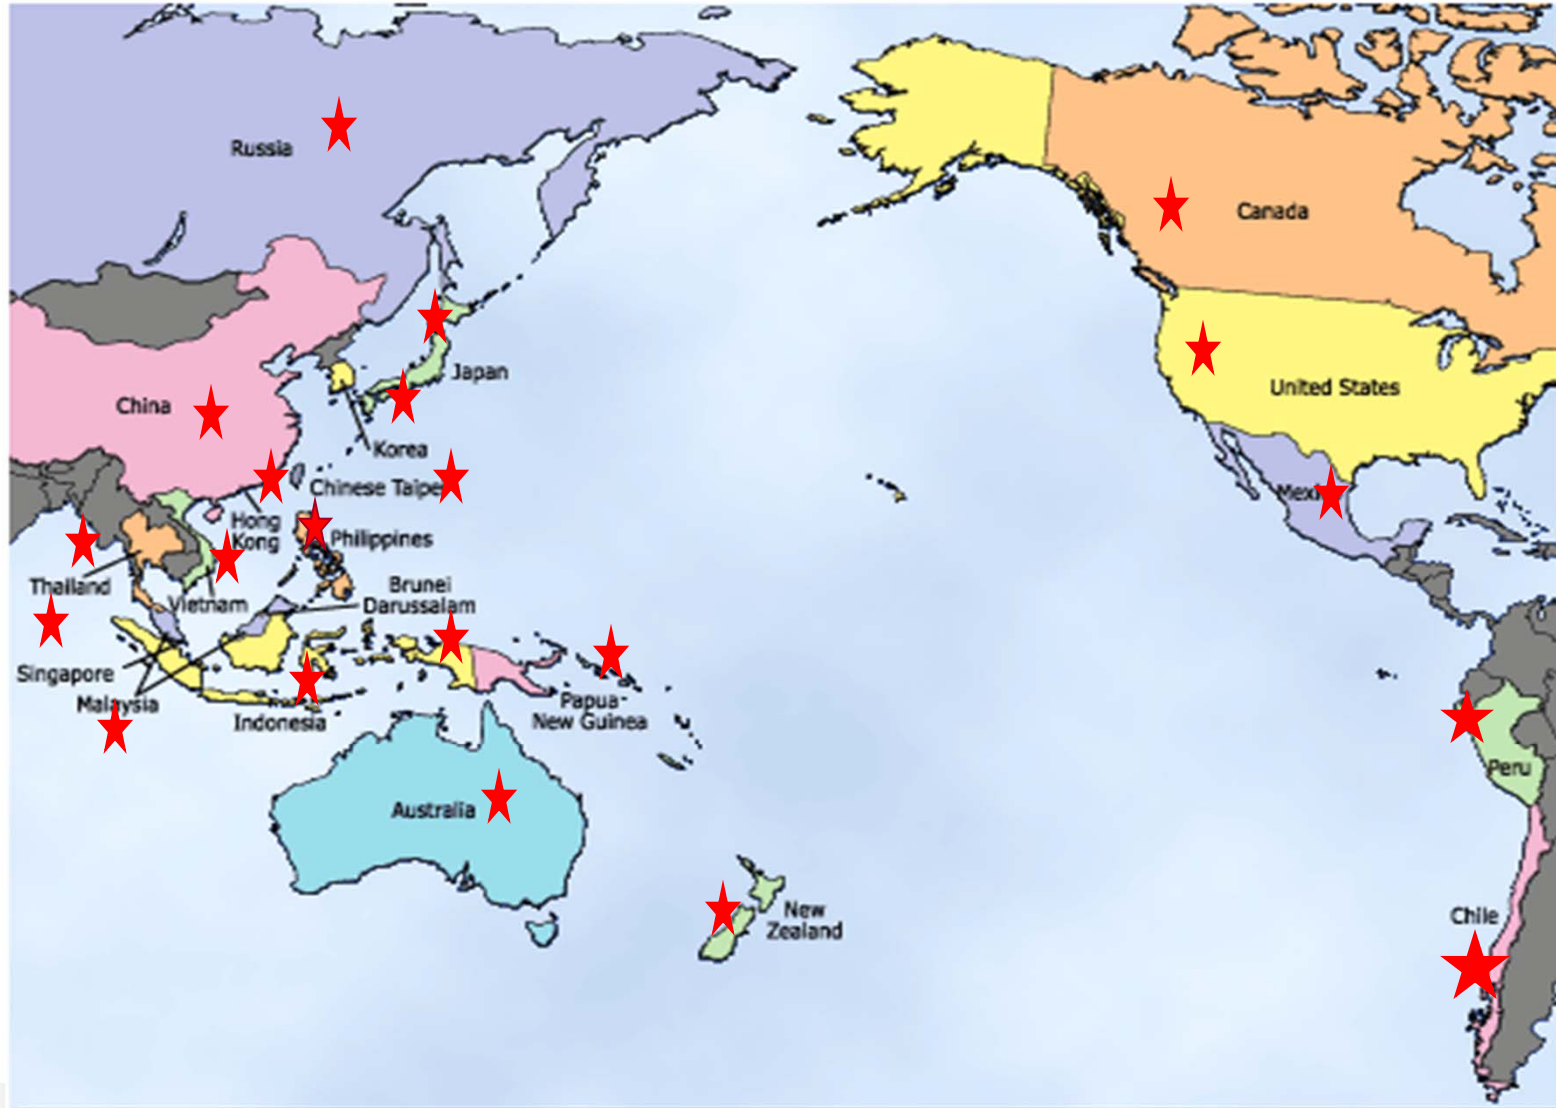 Russia
Canada
Japan
United States
China
Korea
Chinese Taipe
Mexi
Hong
Kong
Philippines
Thailand
Vietnam
Brunei
Darussalam
Singapore
Malaysia
Indonesia
Papua-
New Guinea
Peru
Australia
New
Zealand
Chile